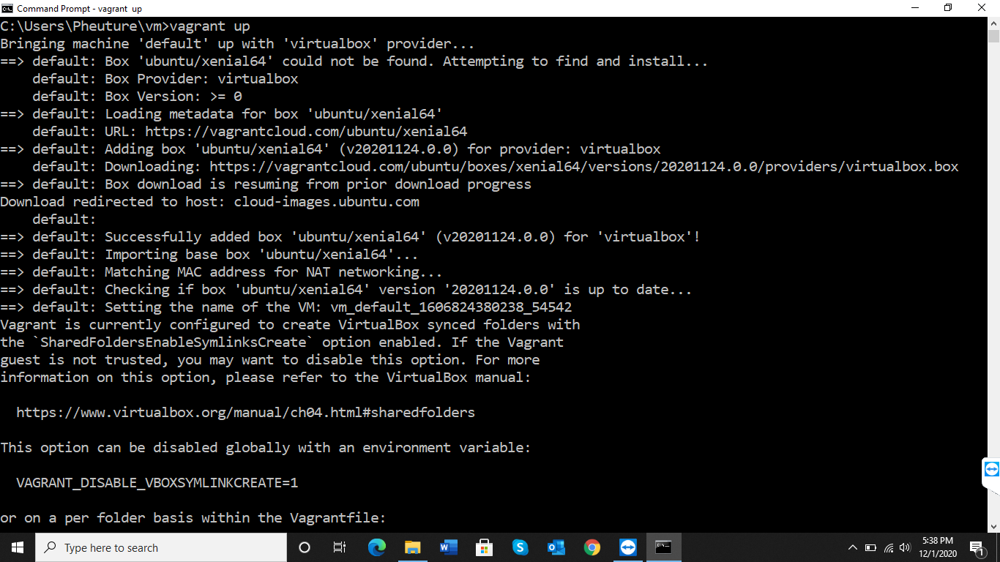 Command Prompt - vagrant  up
C:\Users\Pheuture\vm>vagrant up
Bringing machine 'default' up with 'virtualbox' provider...
==> default: Box 'ubuntu/xenial64' could not be found. Attempting to find and install...
    default: Box Provider: virtualbox
    default: Box Version: >= 0
==> default: Loading metadata for box 'ubuntu/xenial64'
    default: URL: https://vagrantcloud.com/ubuntu/xenial64
==> default: Adding box 'ubuntu/xenial64' (v20201124.0.0) for provider: virtualbox
    default: Downloading: https://vagrantcloud.com/ubuntu/boxes/xenial64/versions/20201124.0.0/providers/virtualbox.box
==> default: Box download is resuming from prior download progress
Download redirected to host: cloud-images.ubuntu.com
    default:
==> default: Successfully added box 'ubuntu/xenial64' (v20201124.0.0) for 'virtualbox'!
==> default: Importing base box 'ubuntu/xenial64'...
==> default: Matching MAC address for NAT networking...
==> default: Checking if box 'ubuntu/xenial64' version '20201124.0.0' is up to date...
==> default: Setting the name of the VM: vm_default_1606824380238_54542
Vagrant is currently configured to create VirtualBox synced folders with
the `SharedFoldersEnableSymlinksCreate` option enabled. If the Vagrant
guest is not trusted, you may want to disable this option. For more
information on this option, please refer to the VirtualBox manual:
  https://www.virtualbox.org/manual/ch04.html#sharedfolders
This option can be disabled globally with an environment variable:
  VAGRANT_DISABLE_VBOXSYMLINKCREATE=1
or on a per folder basis within the Vagrantfile:
Type here to search
5:38 PM
12/1/2020
1